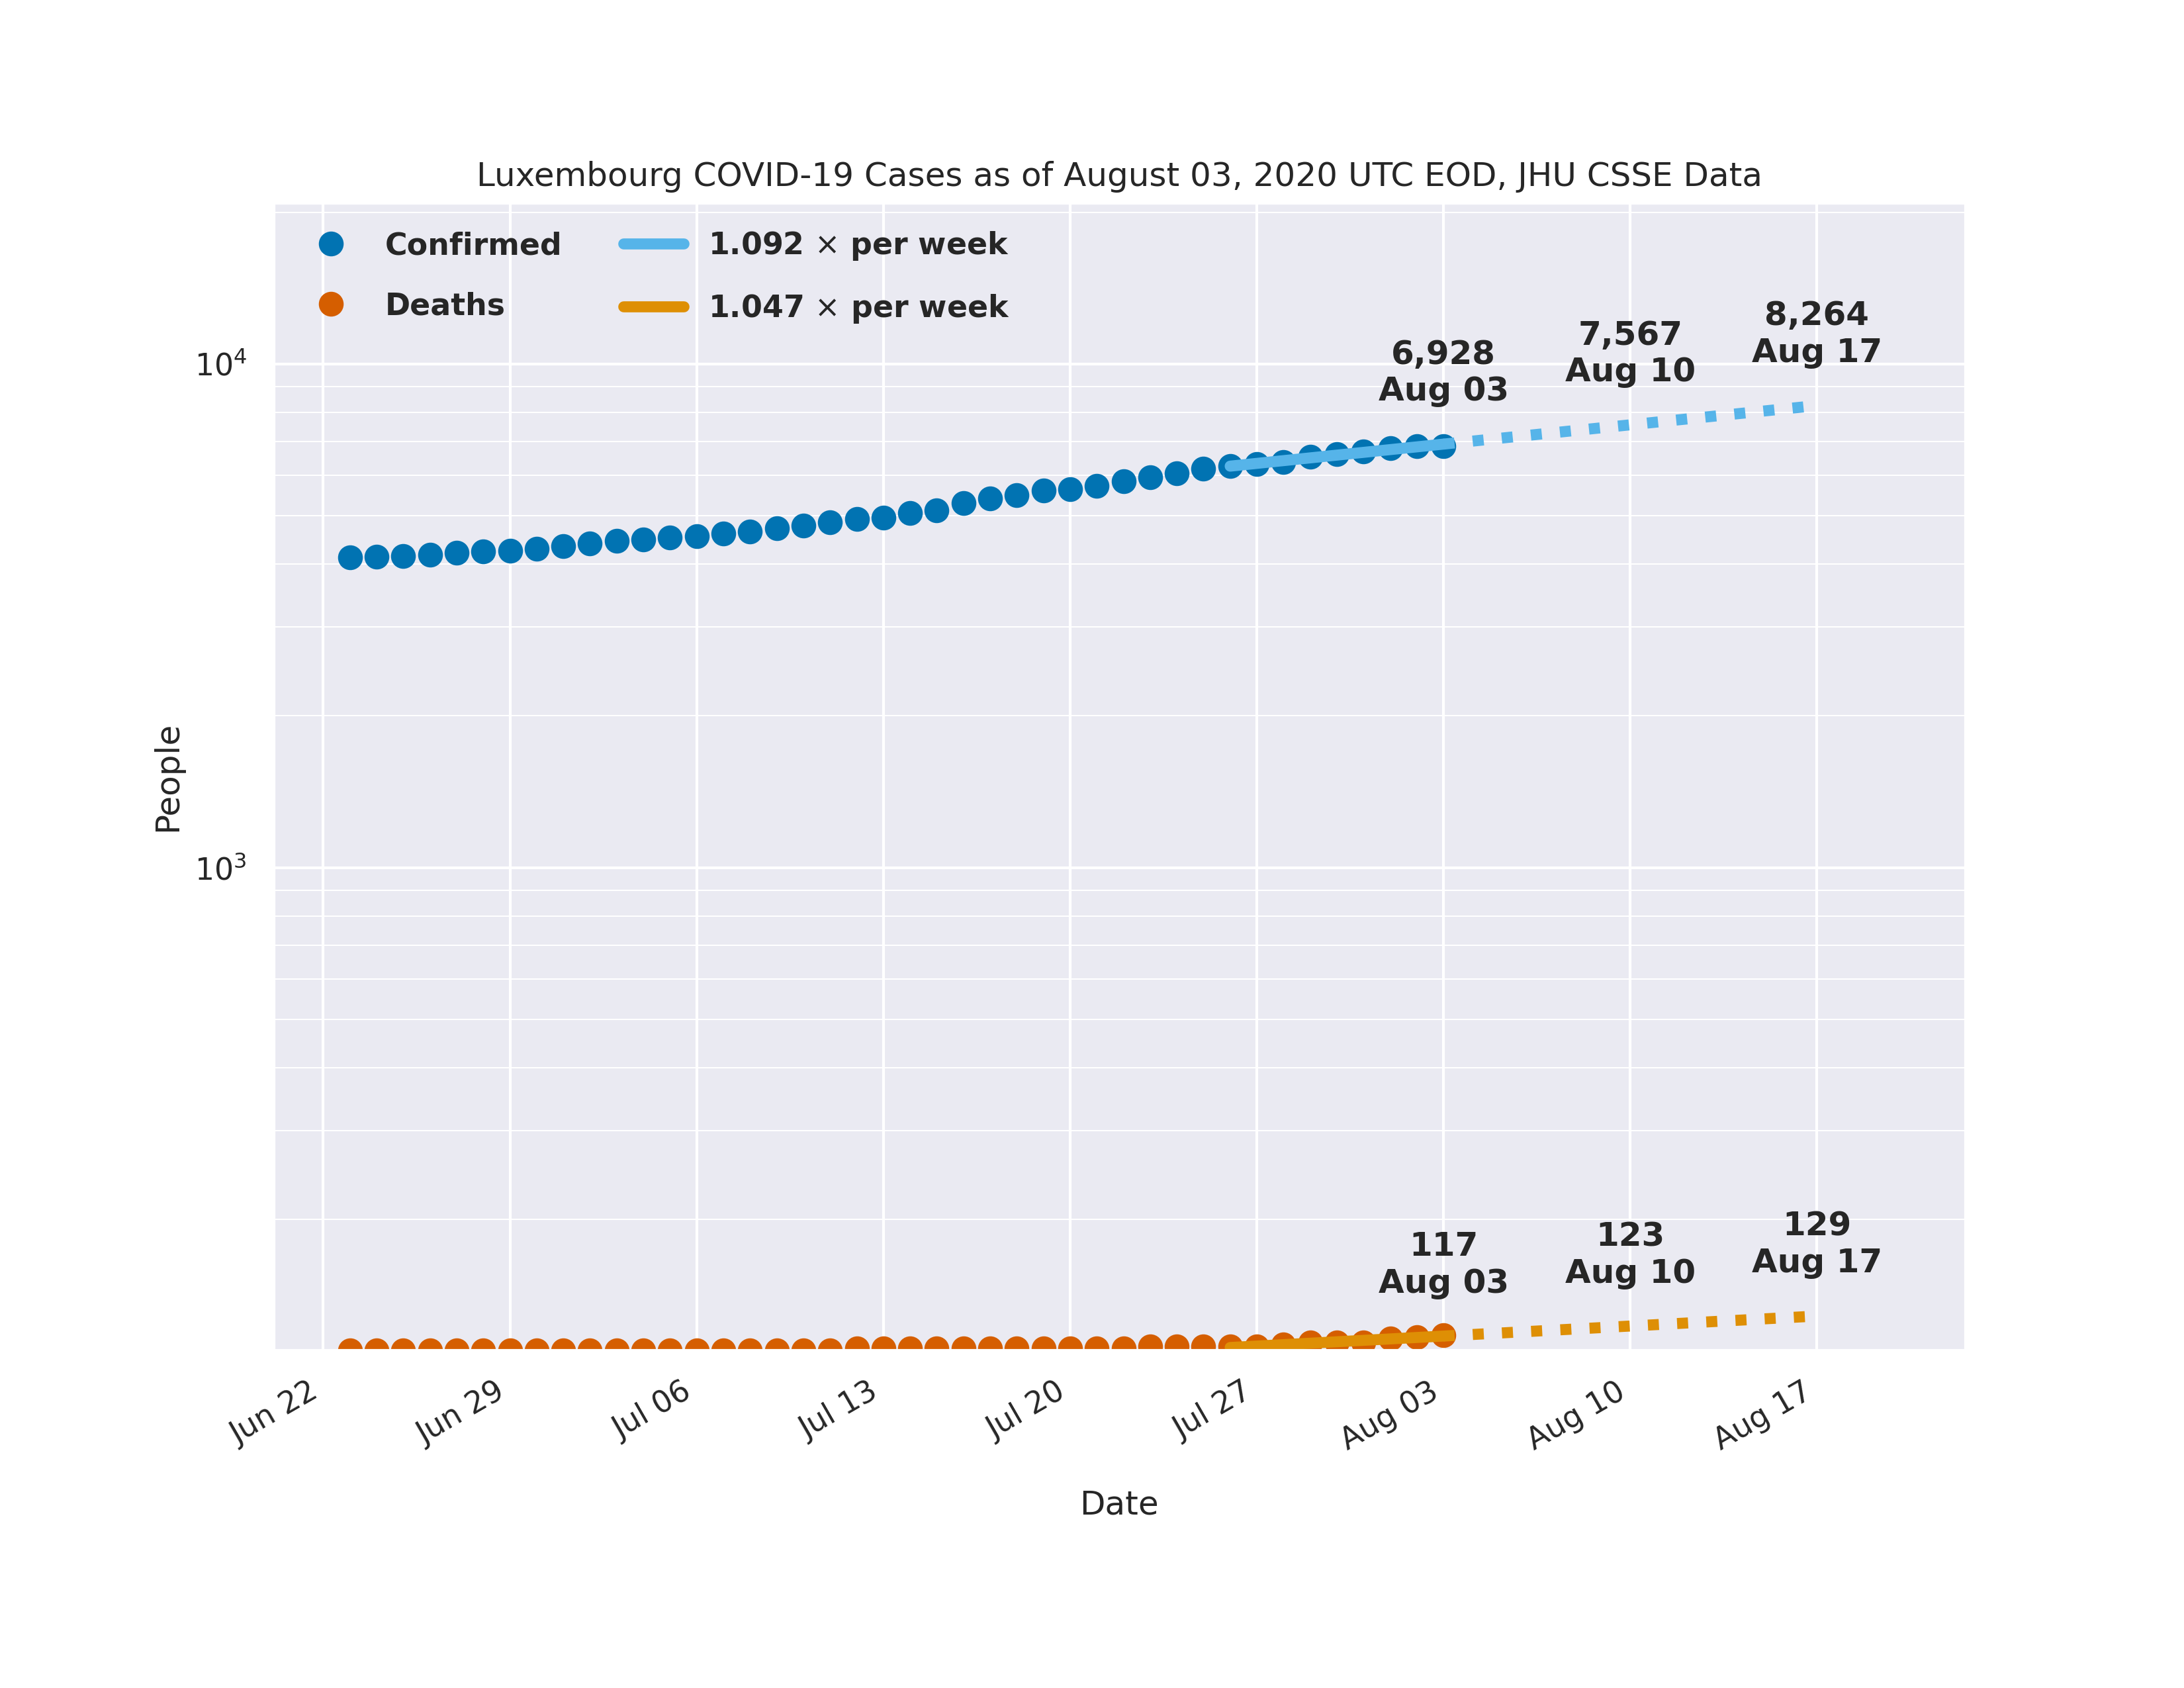 Luxembourg COVID-19 Cases as of August 03, 2020 UTC EOD, JHU CSSE Data
Confirmed
Deaths
1.092 × per week
1.047 × per week
8,264
Aug 17
7,567
Aug 10
6,928
Aug 03
10⁴
10³
People
117
Aug 03
123
Aug 10
129
Aug 17
Jun 22
Jun 29
Jul 06
Jul 13
Jul 20
Jul 27
Aug 03
Aug 10
Aug 17
Date